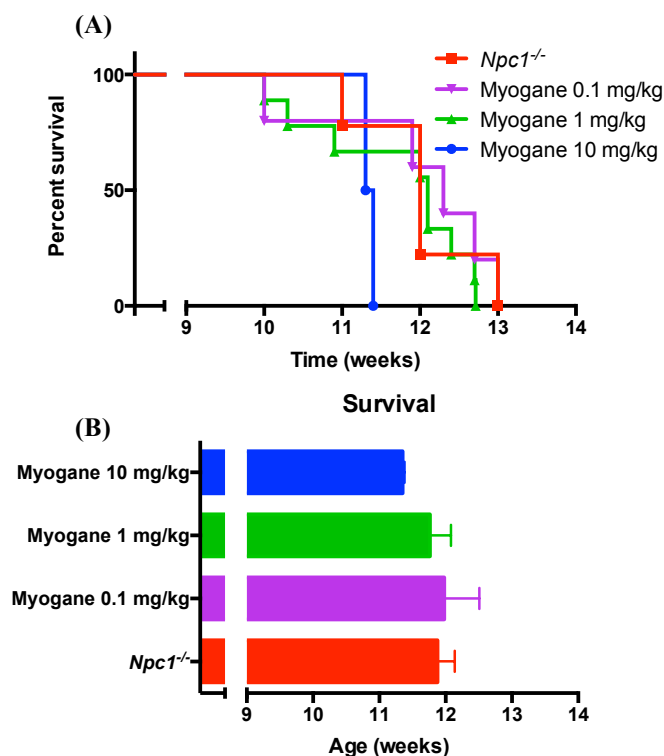 (A)
Npc1-/-
Myogane 0.1 mg/kg
Myogane 1 mg/kg
Myogane 10 mg/kg
Percent survival
100
50
0
9 10 11 12 13 14
Time (weeks)
Survival
(B)
Myogane 10 mg/kg
Myogane 1 mg/kg
Myogane 0.1 mg/kg
Npc1-/-
9 10 11 12 13 14
Age (weeks)